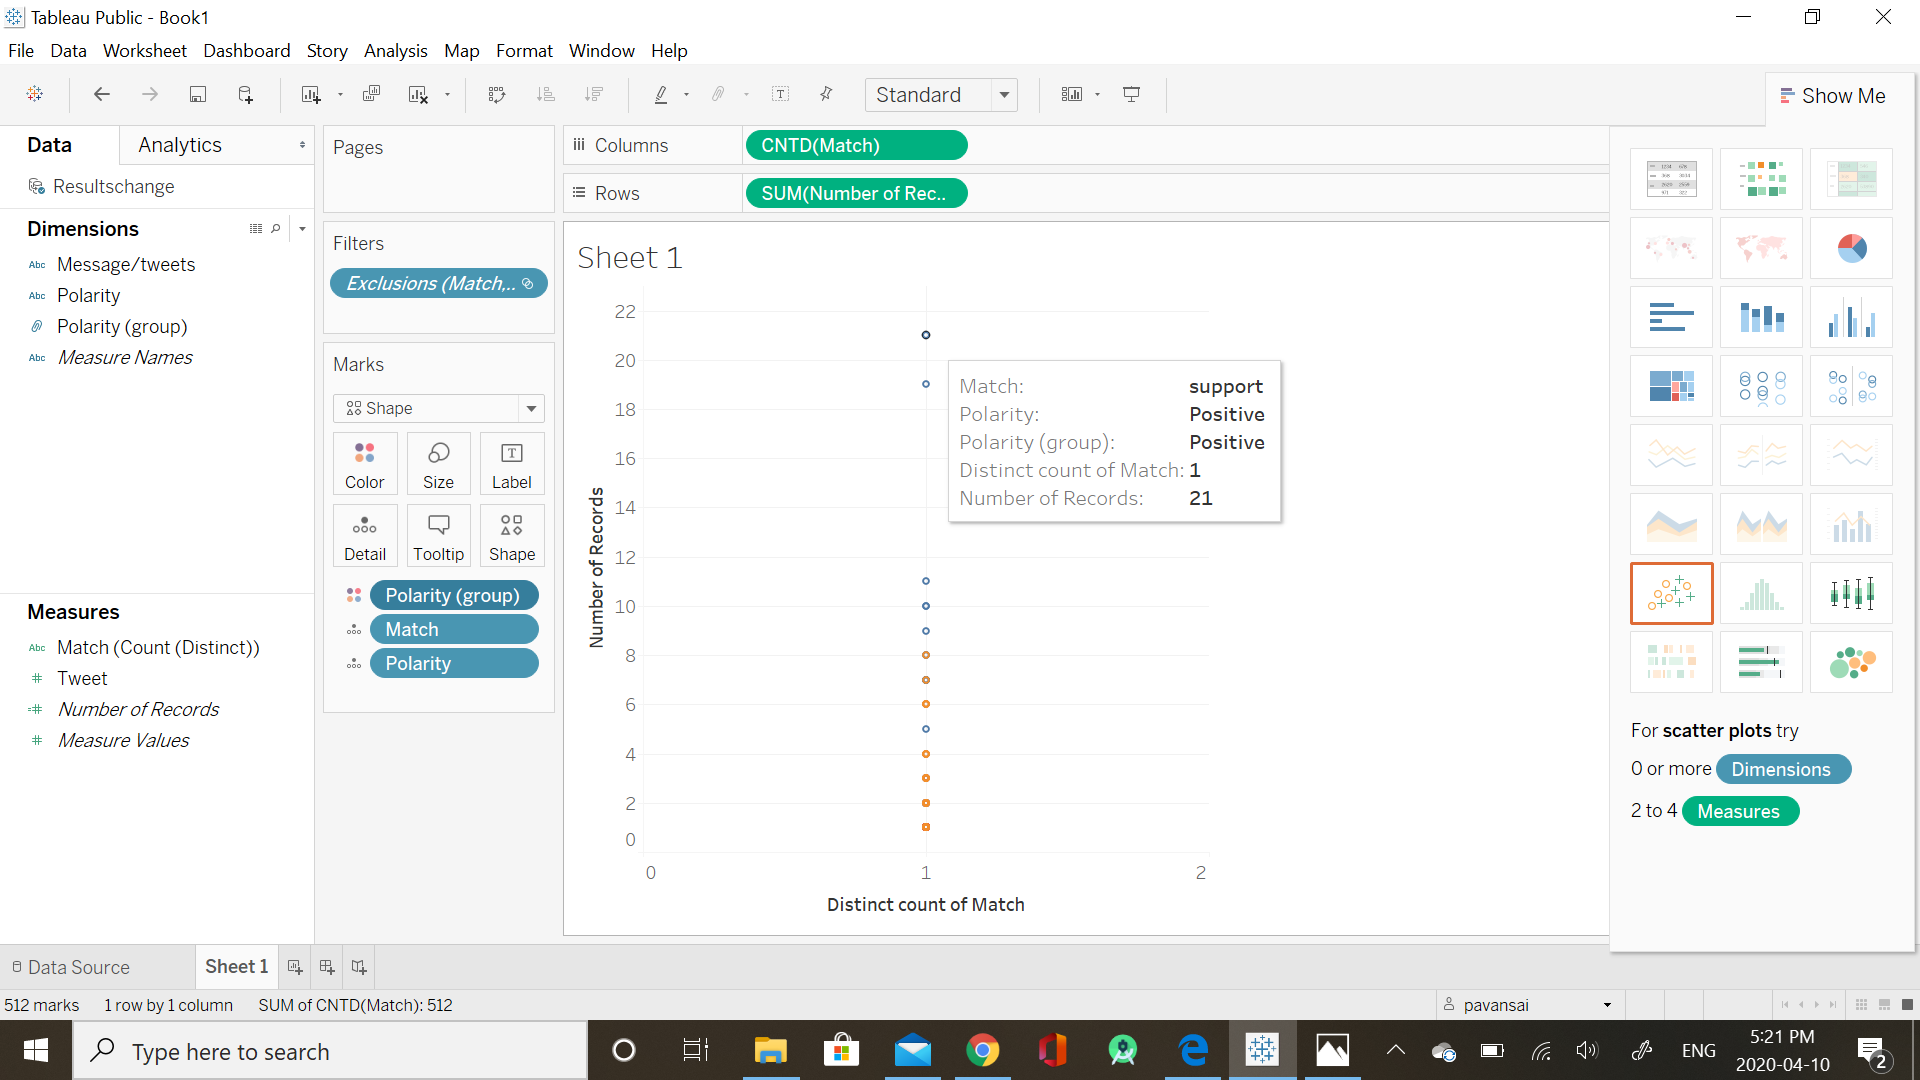 Tableau Public - Book1
File Data Worksheet Dashboard Story Analysis Map Format Window Help
Standard
Show Me
Data
Analytics
Resultschange
Dimensions
Abc Message/tweets
Abc Polarity
Polarity (group)
Abc Measure Names
Measures
Abc Match (Count (Distinct))
# Tweet
=# Number of Records
# Measure Values
Pages
Filters
Exclusions (Match,..
Marks
Shape
Color
Size
Label
Detail
Tooltip
Shape
Polarity (group)
Match
Polarity
Columns
CNTD(Match)
Rows
SUM(Number of Rec..
Sheet 1
22
20
18
16
14
12
10
8
6
4
2
0
Number of Records
0
1
2
Distinct count of Match
Match: support
Polarity: Positive
Polarity (group): Positive
Distinct count of Match: 1
Number of Records: 21
For scatter plots try
0 or more Dimensions
2 to 4 Measures
Data Source
Sheet 1
512 marks
1 row by 1 column
SUM of CNTD(Match): 512
pavansai
Type here to search
ENG
5:21 PM
2020-04-10
2